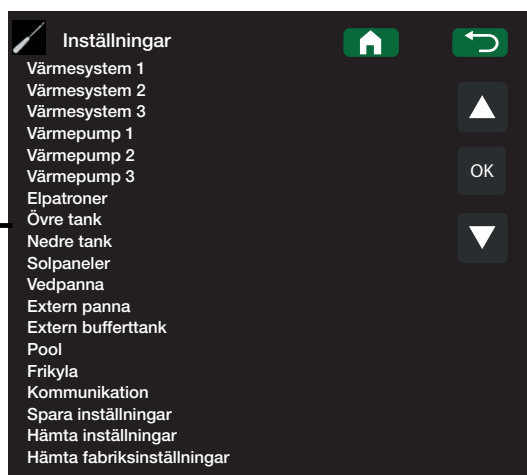 Inställningar
Värmesystem 1
Värmesystem 2
Värmesystem 3
Värmepump 1
Värmepump 2
Värmepump 3
Elpatroner
Övre tank
Nedre tank
Solpaneler
Vedpanna
Extern panna
Extern bufferttank
Pool
Frikyla
Kommunikation
Spara inställningar
Hämta inställningar
Hämta fabriksinställningar
OK